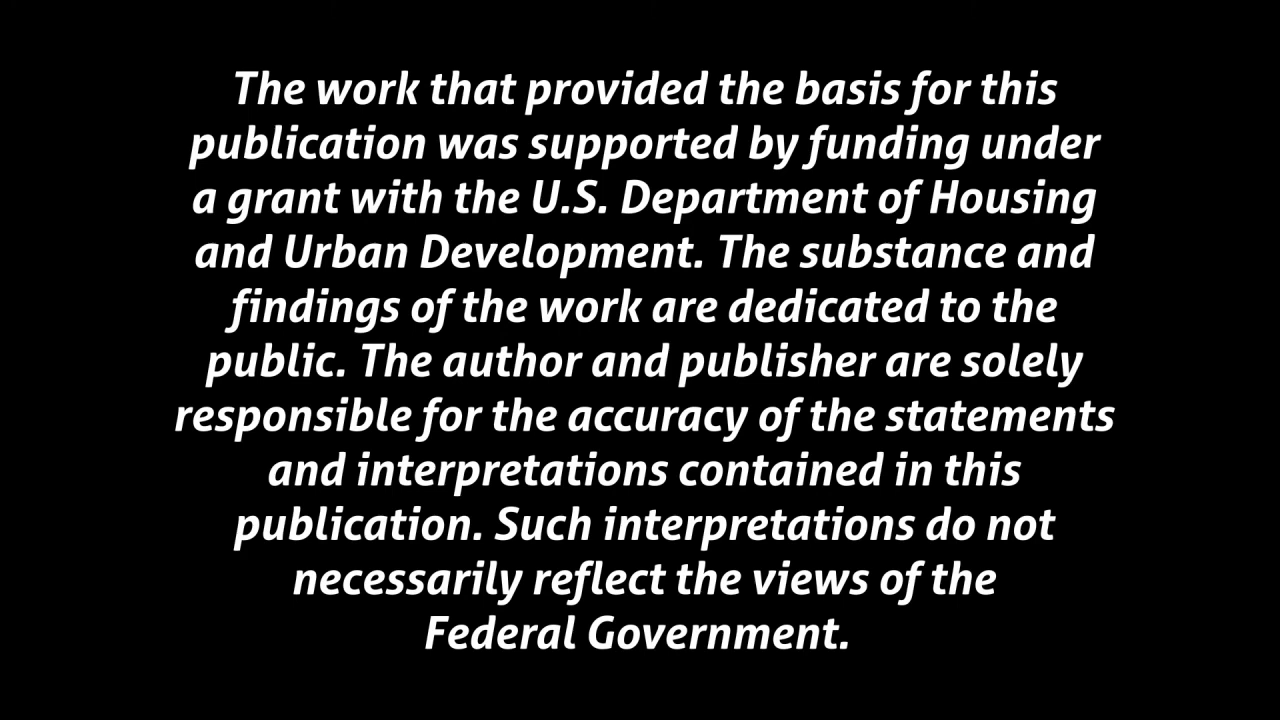 The work that provided the basis for this
publication was supported by funding under
a grant with the U.S. Department of Housing
and Urban Development. The substance and
findings of the work are dedicated to the
public. The author and publisher are solely
responsible for the accuracy of the statements
and interpretations contained in this
publication. Such interpretations do not
necessarily reflect the views of the
Federal Government.